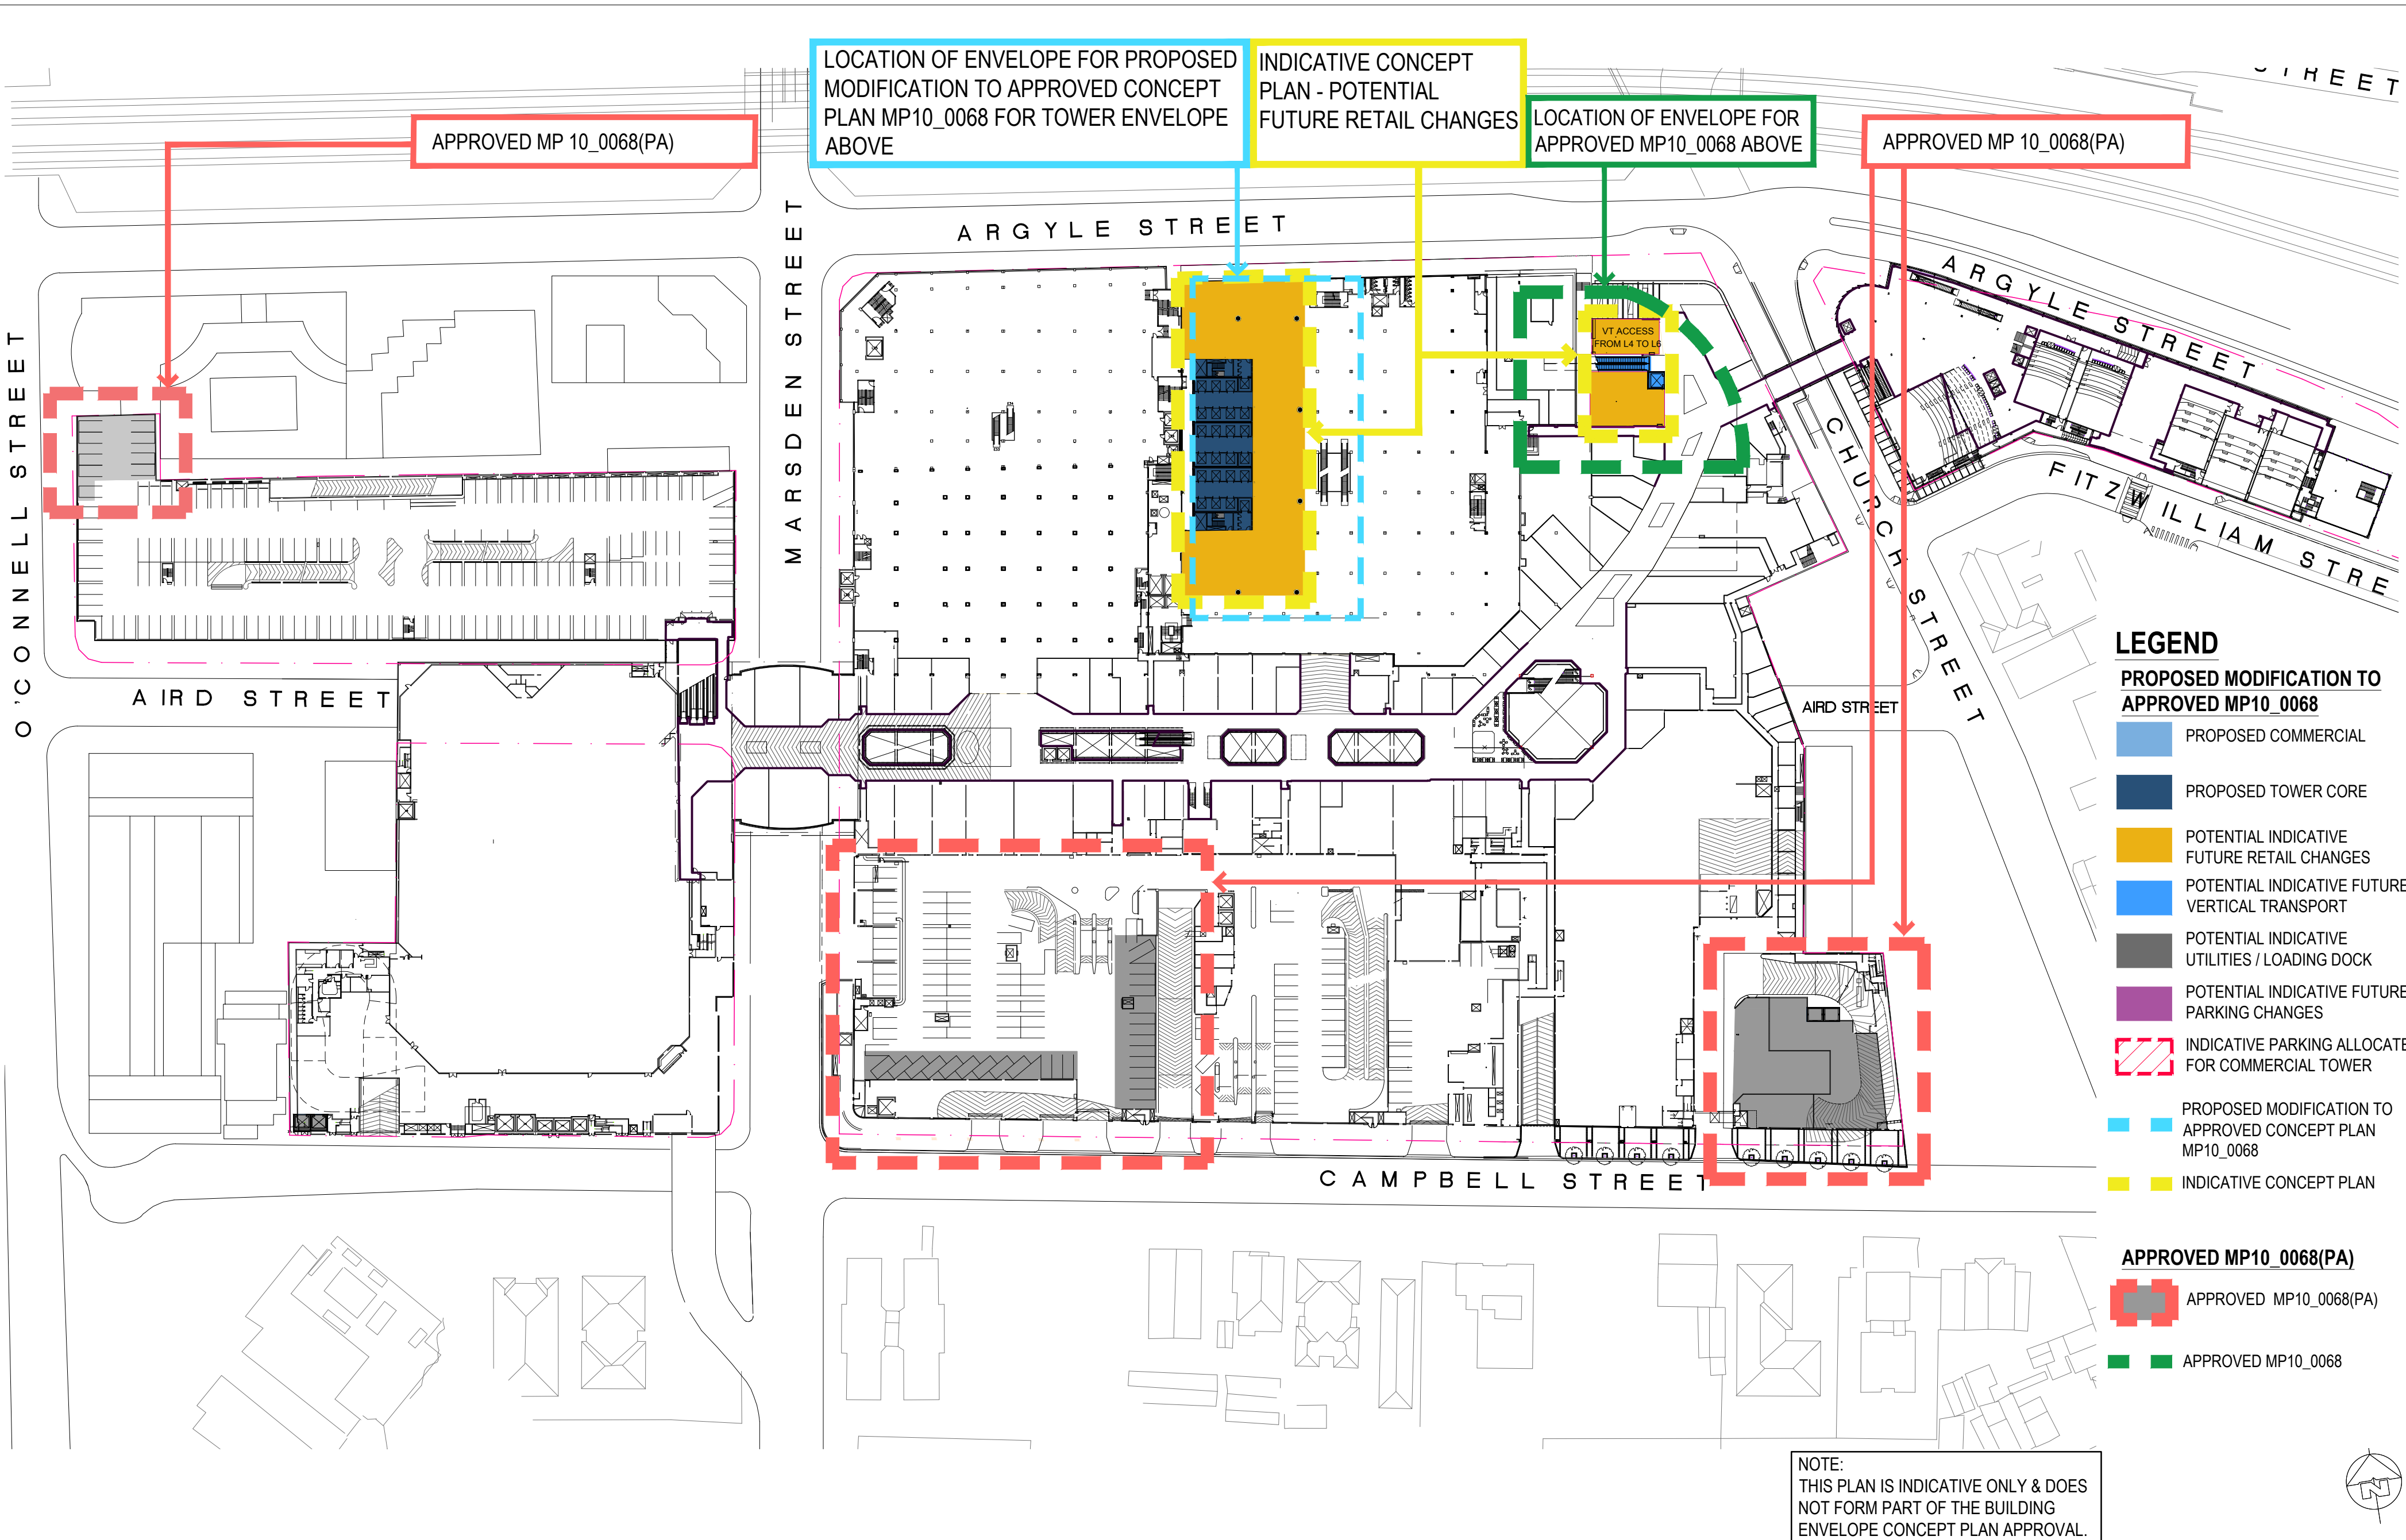 LOCATION OF ENVELOPE FOR PROPOSED
MODIFICATION TO APPROVED CONCEPT
PLAN MP10_0068 FOR TOWER ENVELOPE
ABOVE
INDICATIVE CONCEPT
PLAN - POTENTIAL
FUTURE RETAIL CHANGES
LOCATION OF ENVELOPE FOR
APPROVED MP10_0068 ABOVE
APPROVED MP 10_0068(PA)
APPROVED MP 10_0068(PA)
STREET
ARGYLE STREET
ARGYLE STREET
MARSDEN STREET
O'CONNELL STREET
VT ACCESS
FROM L4 TO L6
CHURCH STREET
FITZWILLIAM STRE
AIRD STREET
AIRD STREET
CAMPBELL STREET
LEGEND
PROPOSED MODIFICATION TO
APPROVED MP10_0068
PROPOSED COMMERCIAL
PROPOSED TOWER CORE
POTENTIAL INDICATIVE
FUTURE RETAIL CHANGES
POTENTIAL INDICATIVE FUTURE
VERTICAL TRANSPORT
POTENTIAL INDICATIVE
UTILITIES / LOADING DOCK
POTENTIAL INDICATIVE FUTURE
PARKING CHANGES
INDICATIVE PARKING ALLOCATE
FOR COMMERCIAL TOWER
PROPOSED MODIFICATION TO
APPROVED CONCEPT PLAN
MP10_0068
INDICATIVE CONCEPT PLAN
APPROVED MP10_0068(PA)
APPROVED MP10_0068(PA)
APPROVED MP10_0068
NOTE:
THIS PLAN IS INDICATIVE ONLY & DOES
NOT FORM PART OF THE BUILDING
ENVELOPE CONCEPT PLAN APPROVAL.
N